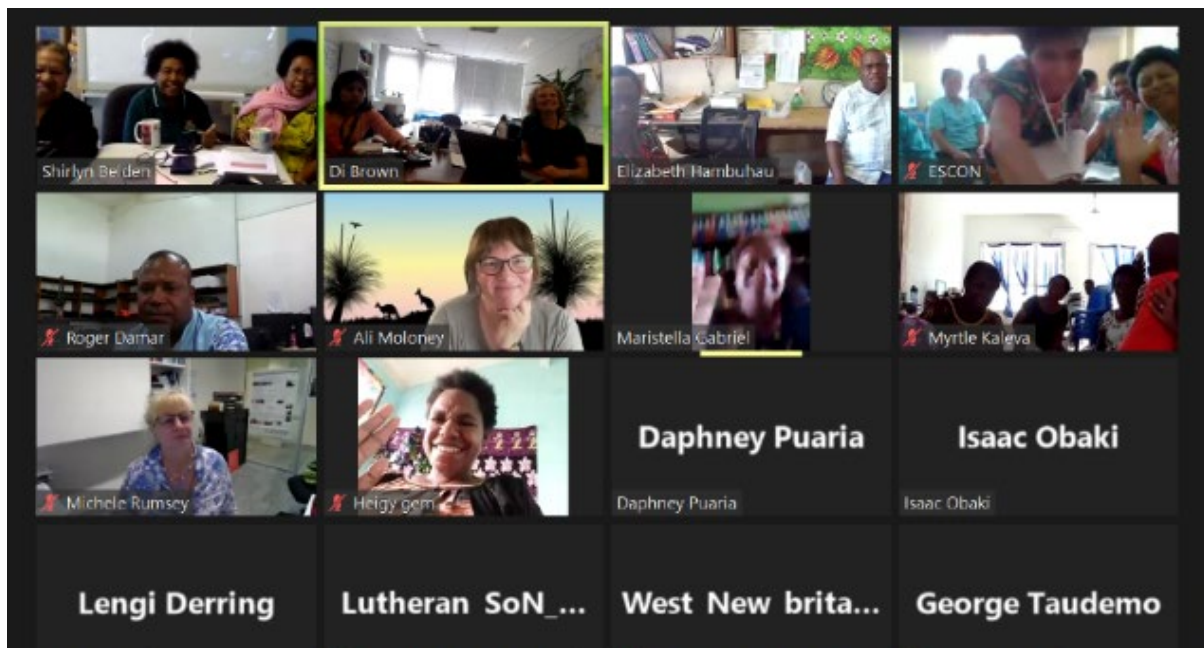 Shirlyn Belden
Di Brown
Elizabeth Hambuhau
ESCON
Roger Damar
Ali Moloney
Maristella Gabriel
Myrtle Kaleva
Michele Rumsey
Heigy gem
Daphney Puaria
Daphney Puaria
Isaac Obaki
Isaac Obaki
Lengi Derring
Lutheran SoN_...
West New brita...
George Taudemo